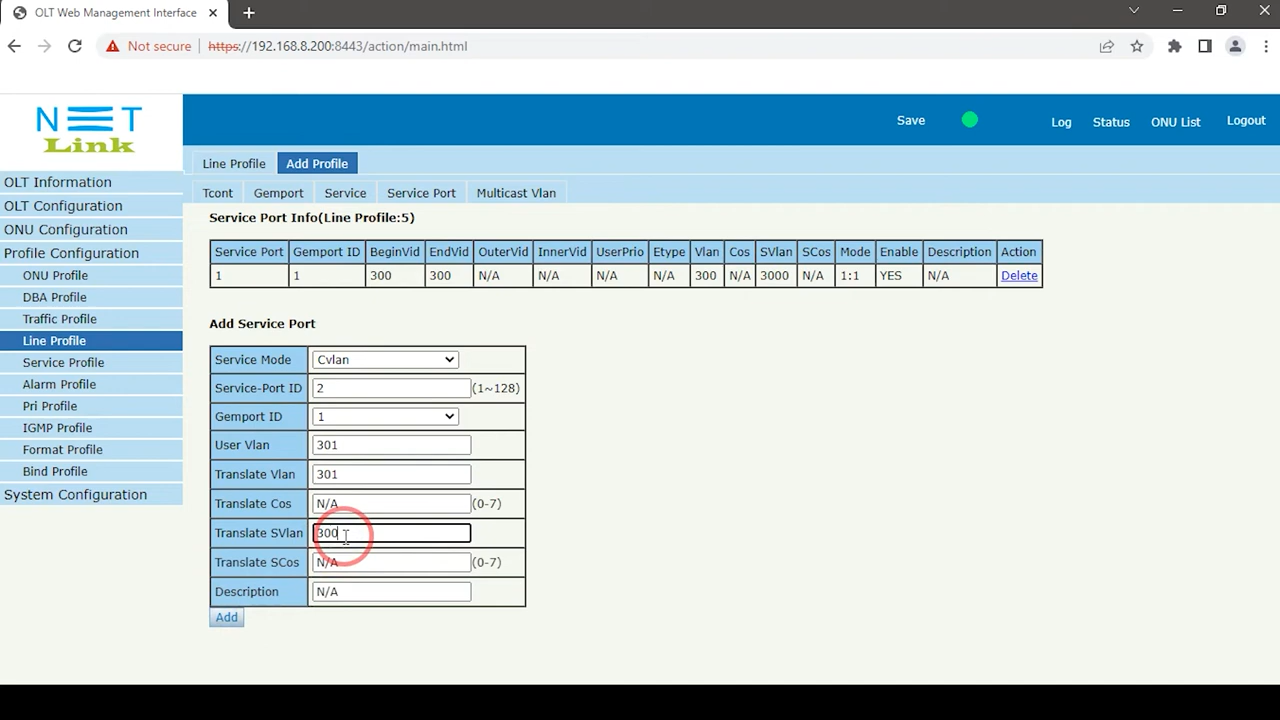 OLT Web Management Interface
Not secure https://192.168.8.200:8443/action/main.html
NET
Link
Save
Log Status ONU List Logout
Line Profile Add Profile
Tcont Gemport Service Service Port Multicast Vlan
OLT Information
OLT Configuration
ONU Configuration
Profile Configuration
ONU Profile
DBA Profile
Traffic Profile
Line Profile
Service Profile
Alarm Profile
Pri Profile
IGMP Profile
Format Profile
Bind Profile
System Configuration
Service Port Info(Line Profile:5)
Service Port Gemport ID BeginVid EndVid OuterVid InnerVid UserPrio Etype Vlan Cos SVlan SCos Mode Enable Description Action
1 1 300 300 N/A N/A N/A N/A 300 N/A 3000 N/A 1:1 YES N/A Delete
Add Service Port
Service Mode Cvlan
Service-Port ID 2 (1~128)
Gemport ID 1
User Vlan 301
Translate Vlan 301
Translate Cos N/A (0-7)
Translate SVlan 300
Translate SCos N/A (0-7)
Description N/A
Add